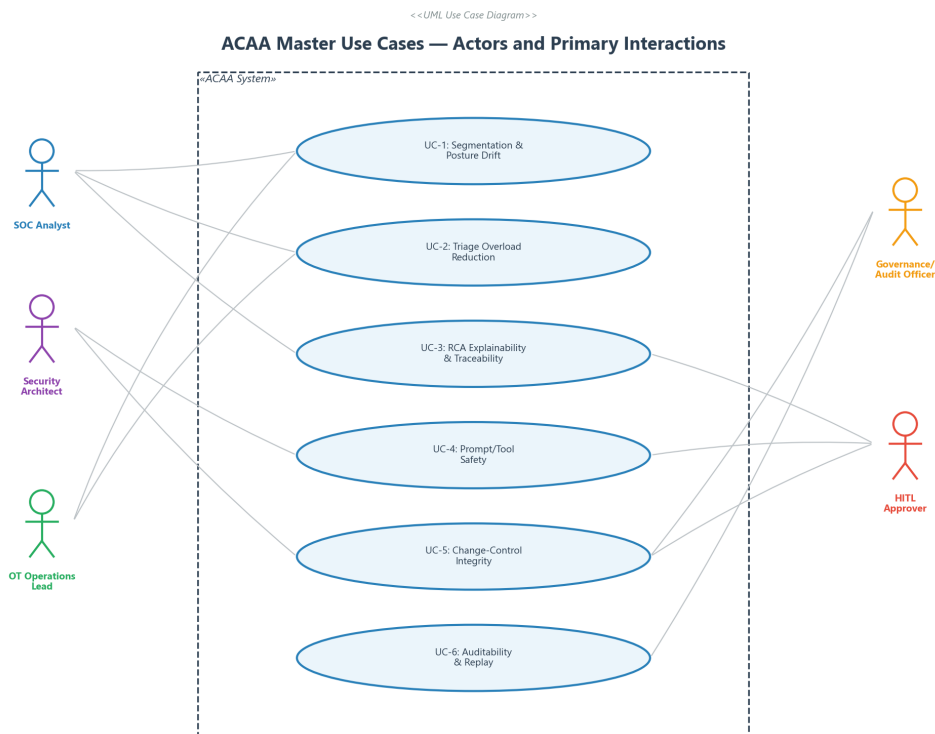 <<UML Use Case Diagram>>
ACAA Master Use Cases — Actors and Primary Interactions
«ACAA System»
UC-1: Segmentation &
Posture Drift
SOC Analyst
UC-2: Triage Overload
Reduction
Governance/
Audit Officer
UC-3: RCA Explainability
& Traceability
Security
Architect
UC-4: Prompt/Tool
Safety
HITL
Approver
UC-5: Change-Control
Integrity
OT Operations
Lead
UC-6: Auditability
& Replay